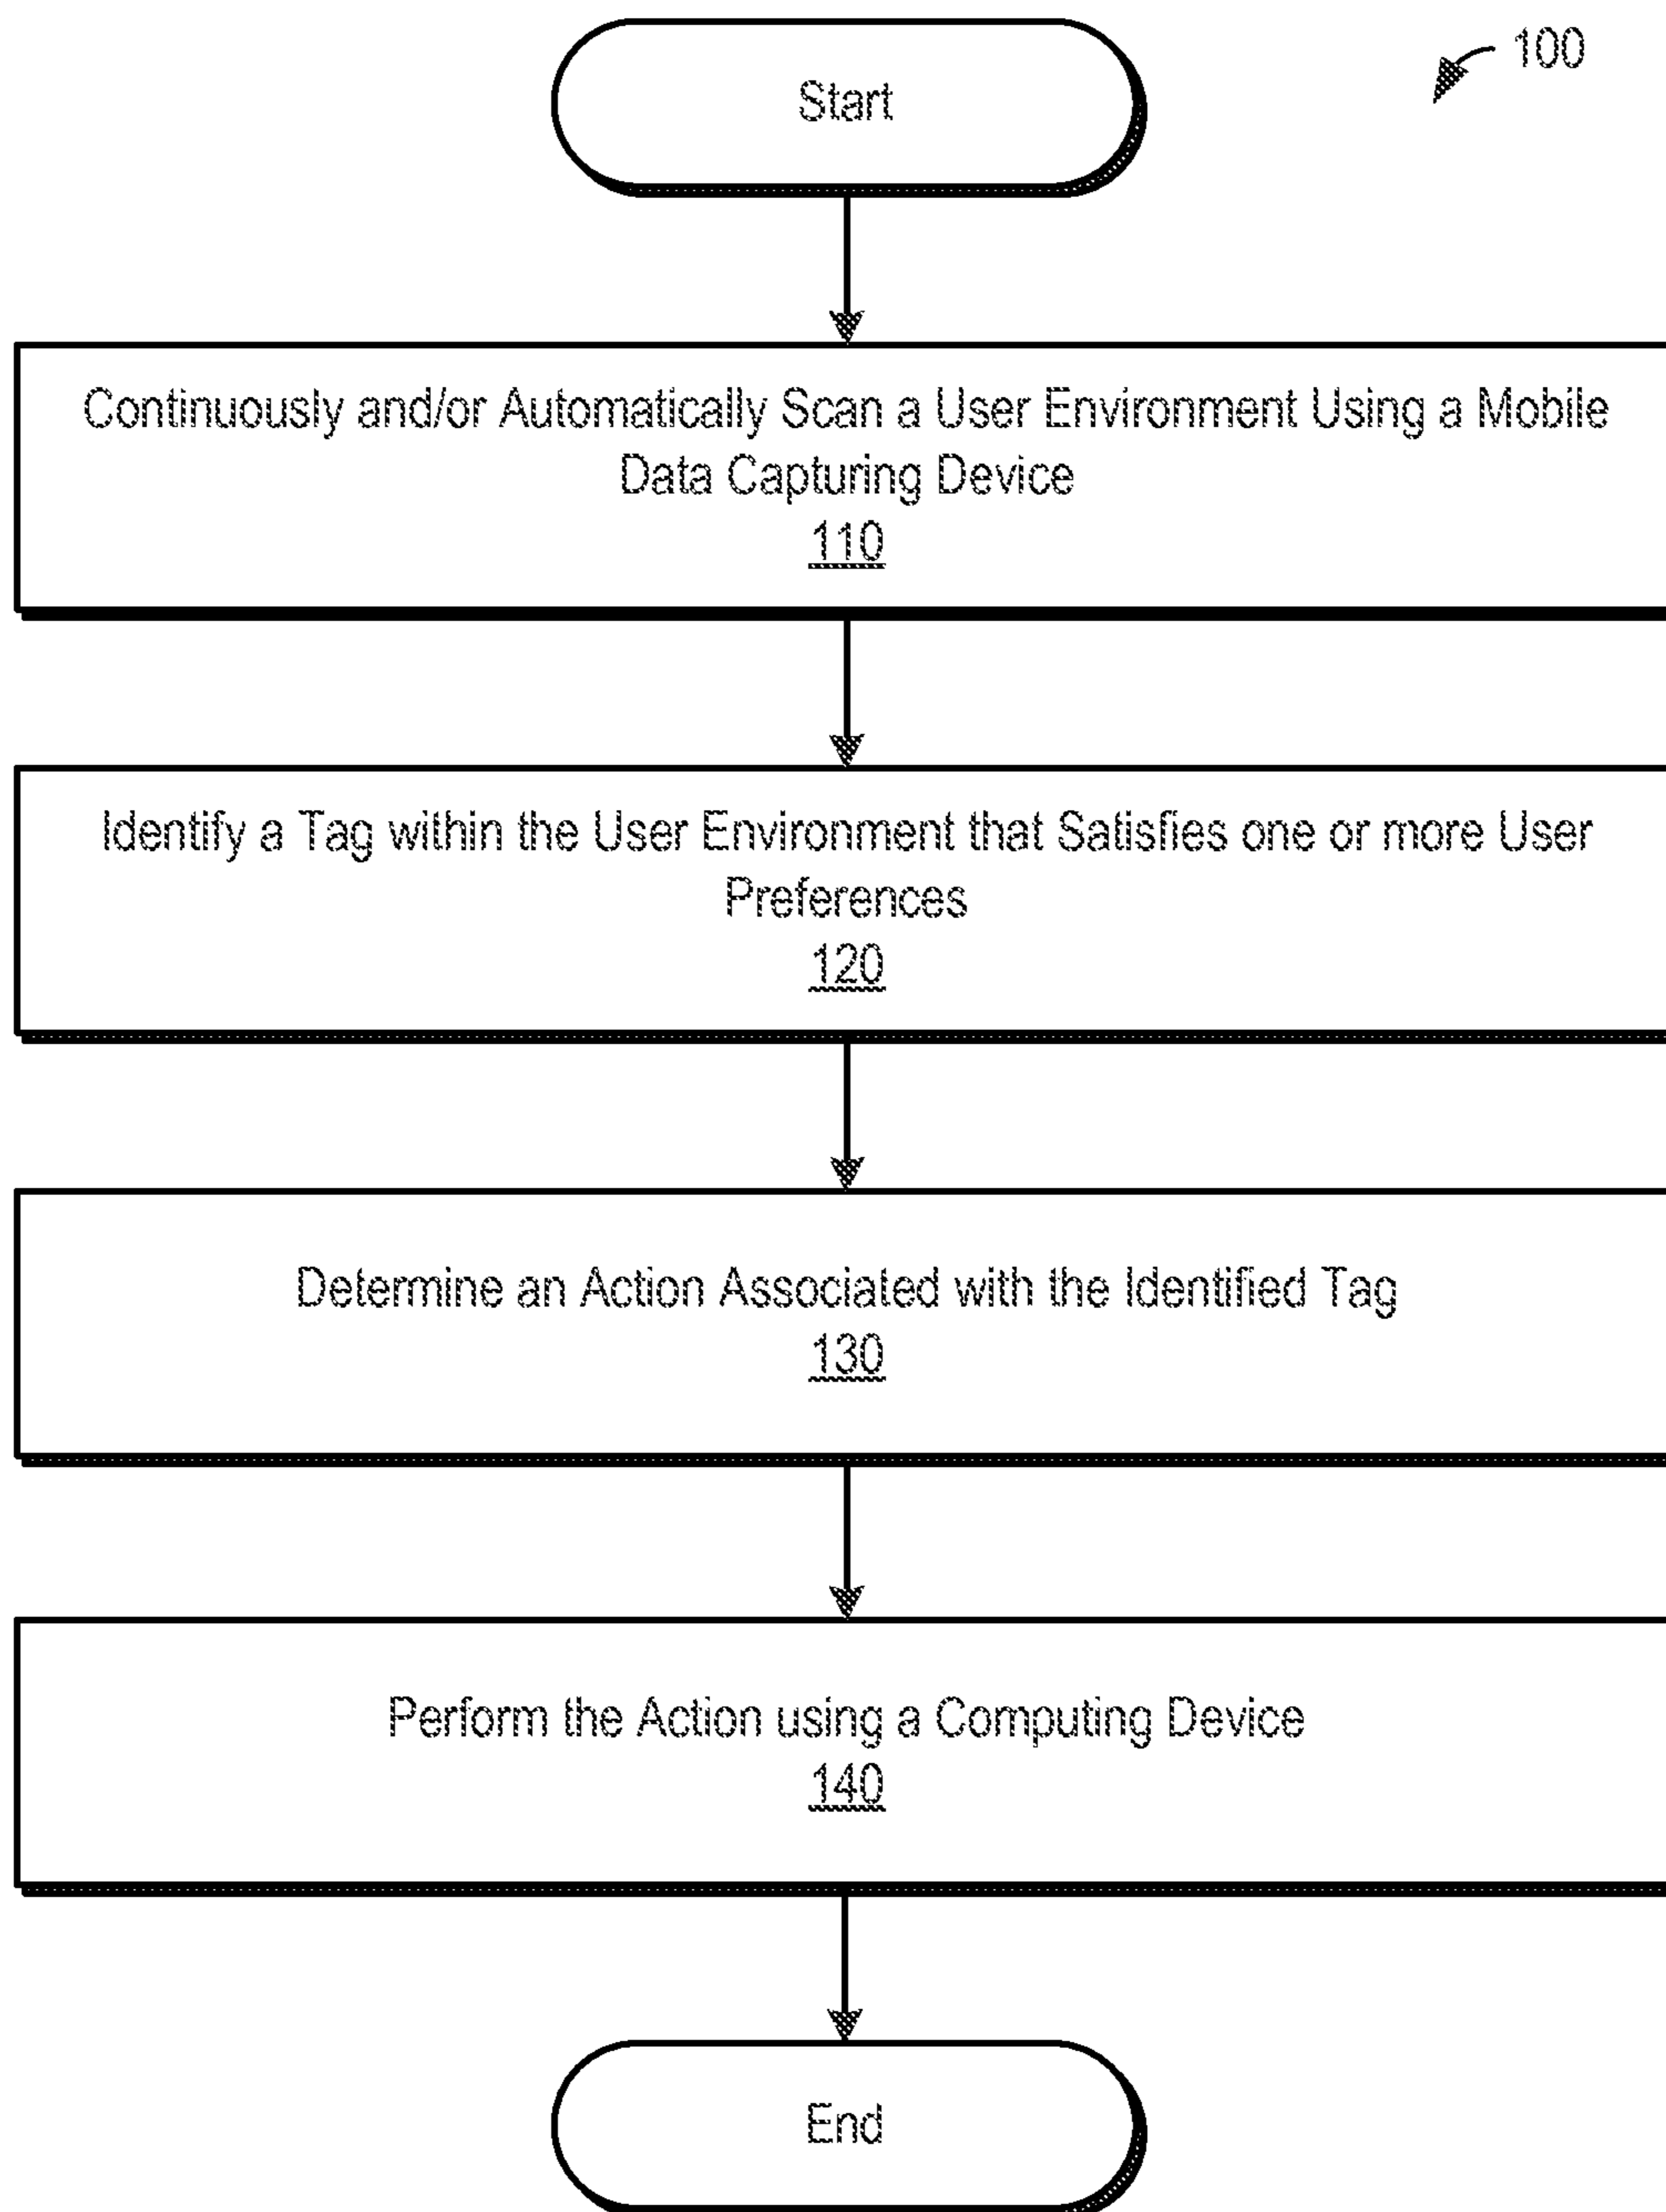 100
Start
Continuously and/or Automatically Scan a User Environment Using a Mobile
Data Capturing Device
110
Identify a Tag within the User Environment that Satisfies one or more User
Preferences
120
Determine an Action Associated with the Identified Tag
130
Perform the Action using a Computing Device
140
End